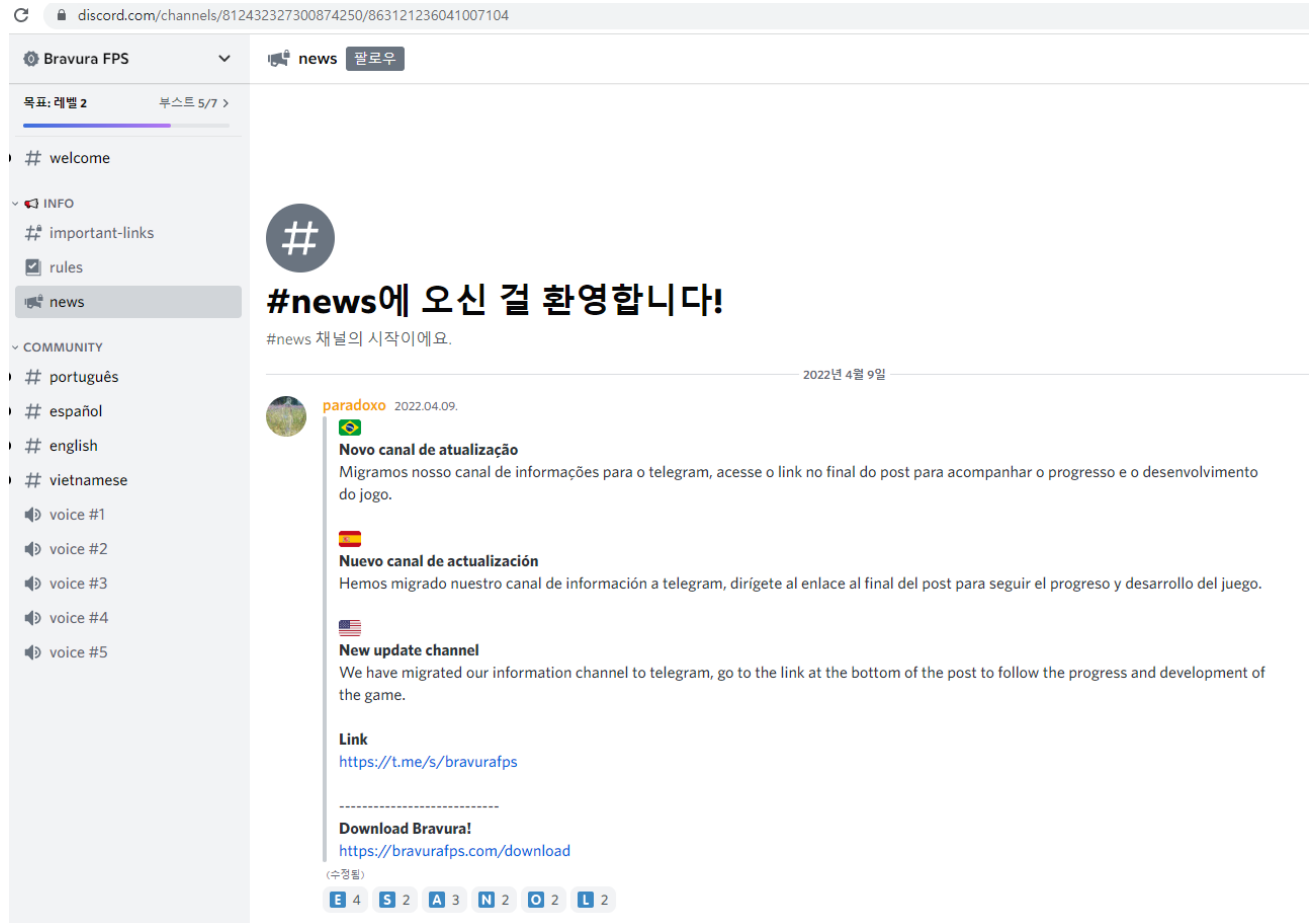 discord.com/channels/812432327300874250/863121236041007104
Bravura FPS
목표: 레벨 2 부스트 5/7 >
welcome
INFO
important-links
rules
news
COMMUNITY
português
español
english
vietnamese
voice #1
voice #2
voice #3
voice #4
voice #5
news 팔로우
#
#news에 오신 걸 환영합니다!
#news 채널의 시작이에요.
2022년 4월 9일
paradoxo 2022.04.09.
Novo canal de atualização
Migramos nosso canal de informações para o telegram, acesse o link no final do post para acompanhar o progresso e o desenvolvimento
do jogo.
Nuevo canal de actualización
Hemos migrado nuestro canal de información a telegram, dirígete al enlace al final del post para seguir el progreso y desarrollo del juego.
New update channel
We have migrated our information channel to telegram, go to the link at the bottom of the post to follow the progress and development of
the game.
Link
https://t.me/s/bravurafps
----------------------------
Download Bravura!
https://bravurafps.com/download
(수정됨)
E 4 S 2 A 3 N 2 O 2 L 2